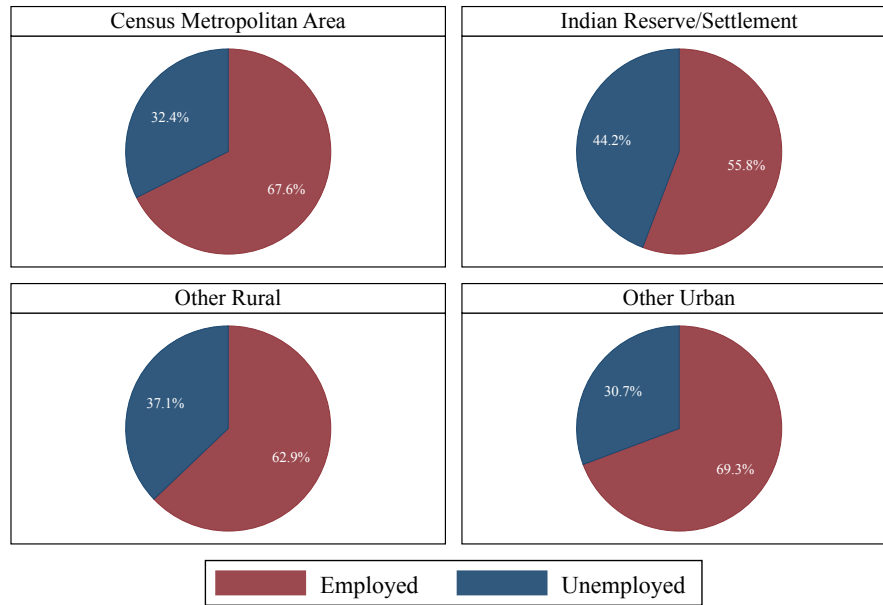 Census Metropolitan Area
32.4%
67.6%
Indian Reserve/Settlement
44.2%
55.8%
Other Rural
37.1%
62.9%
Other Urban
30.7%
69.3%
Employed
Unemployed